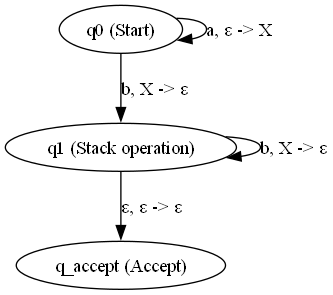 q0 (Start)
a, ε -> X
b, X -> ε
q1 (Stack operation)
b, X -> ε
ε, ε -> ε
q_accept (Accept)